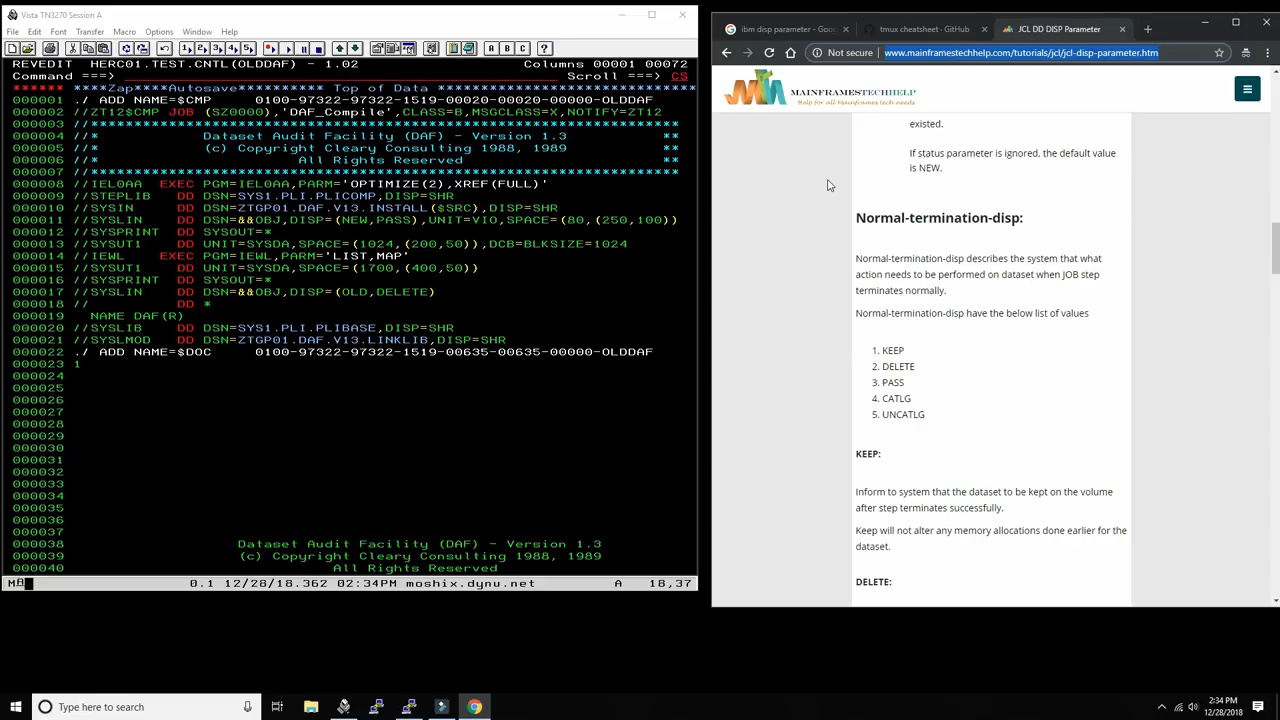 Vista TN3270 Session A
File Edit Font Transfer Macro Options Window Help
REVEDIT HERC01.TEST.CNTL(OLDDAF) - 1.02 Columns 00001 00072
Command ===> Scroll ===> CS
****** ****Zap****Autosave********** Top of Data ****************************
000001 ./ ADD NAME=$CMP 0100-97322-97322-1519-00020-00020-00000-OLDDAF
000002 //ZT12$CMP JOB (SZ0000),'DAF_Compile',CLASS=B,MSGCLASS=X,NOTIFY=ZT12
000003 //*********************************************************************
000004 //* Dataset Audit Facility (DAF) - Version 1.3 **
000005 //* (c) Copyright Cleary Consulting 1988, 1989 **
000006 //* All Rights Reserved **
000007 //*********************************************************************
000008 //IEL0AA EXEC PGM=IEL0AA,PARM='OPTIMIZE(2),XREF(FULL)'
000009 //STEPLIB DD DSN=SYS1.PLI.PLICOMP,DISP=SHR
000010 //SYSIN DD DSN=ZTGP01.DAF.V13.INSTALL($SRC),DISP=SHR
000011 //SYSLIN DD DSN=&&OBJ,DISP=(NEW,PASS),UNIT=VIO,SPACE=(80,(250,100))
000012 //SYSPRINT DD SYSOUT=*
000013 //SYSUT1 DD UNIT=SYSDA,SPACE=(1024,(200,50)),DCB=BLKSIZE=1024
000014 //IEWL EXEC PGM=IEWL,PARM='LIST,MAP'
000015 //SYSUT1 DD UNIT=SYSDA,SPACE=(1700,(400,50))
000016 //SYSPRINT DD SYSOUT=*
000017 //SYSLIN DD DSN=&&OBJ,DISP=(OLD,DELETE)
000018 // DD *
000019 NAME DAF(R)
000020 //SYSLIB DD DSN=SYS1.PLI.PLIBASE,DISP=SHR
000021 //SYSLMOD DD DSN=ZTGP01.DAF.V13.LINKLIB,DISP=SHR
000022 ./ ADD NAME=$DOC 0100-97322-97322-1519-00635-00635-00000-OLDDAF
000023 1
000024
000025
000026
000027
000028
000029
000030
000031
000032
000033
000034
000035
000036
000037
000038 Dataset Audit Facility (DAF) - Version 1.3
000039 (c) Copyright Cleary Consulting 1988, 1989
000040 All Rights Reserved
0.1 12/28/18.362 02:34PM moshix.dynu.net A 18,37
ibm disp parameter - Goo
tmux cheatsheet - GitHub
JCL DD DISP Parameter
Not secure www.mainframestechhelp.com/tutorials/jcl/jcl-disp-parameter.htm
MAINFRAMESTECHHELP
Help for all Mainframes tech needs
existed.
If status parameter is ignored, the default value
is NEW.
Normal-termination-disp:
Normal-termination-disp describes the system that what
action needs to be performed on dataset when JOB step
terminates normally.
Normal-termination-disp have the below list of values
1. KEEP
2. DELETE
3. PASS
4. CATLG
5. UNCATLG
KEEP:
Inform to system that the dataset to be kept on the volume
after step terminates successfully.
Keep will not alter any memory allocations done earlier for the
dataset.
DELETE:
Type here to search
2:34 PM
12/28/2018